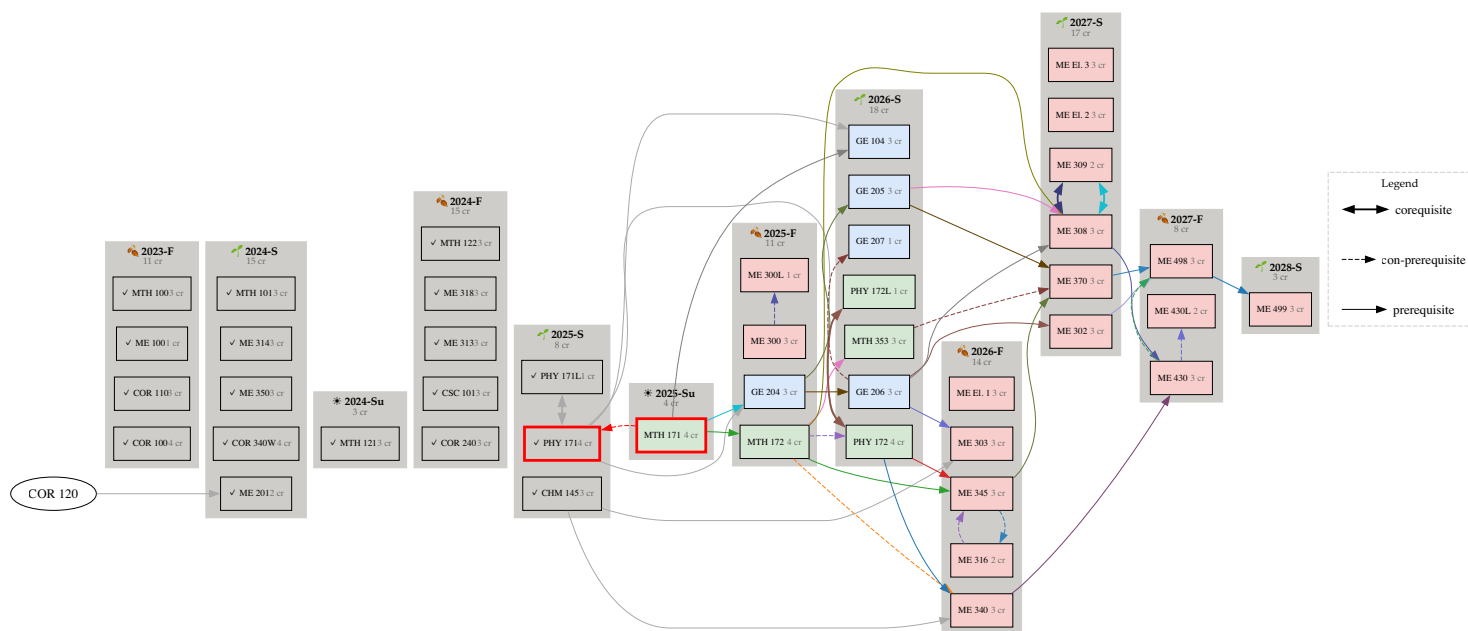 COR 120
2023-F
11 cr
✓ MTH 100 3 cr
✓ ME 100 1 cr
✓ COR 110 3 cr
✓ COR 100 4 cr
2024-S
15 cr
✓ MTH 101 3 cr
✓ ME 314 3 cr
✓ ME 350 3 cr
✓ COR 340W 4 cr
✓ ME 201 2 cr
☀ 2024-Su
3 cr
✓ MTH 121 3 cr
2024-F
15 cr
✓ MTH 122 3 cr
✓ ME 318 3 cr
✓ ME 313 3 cr
✓ CSC 101 3 cr
✓ COR 240 3 cr
2025-S
8 cr
✓ PHY 171L 1 cr
✓ PHY 171 4 cr
✓ CHM 145 3 cr
☀ 2025-Su
4 cr
MTH 171 4 cr
2025-F
11 cr
ME 300L 1 cr
ME 300 3 cr
GE 204 3 cr
MTH 172 4 cr
2026-S
18 cr
GE 104 3 cr
GE 205 3 cr
GE 207 1 cr
PHY 172L 1 cr
MTH 353 3 cr
GE 206 3 cr
PHY 172 4 cr
2026-F
14 cr
ME El. 1 3 cr
ME 303 3 cr
ME 345 3 cr
ME 316 2 cr
ME 340 3 cr
2027-S
17 cr
ME El. 3 3 cr
ME El. 2 3 cr
ME 309 2 cr
ME 308 3 cr
ME 370 3 cr
ME 302 3 cr
2027-F
8 cr
ME 498 3 cr
ME 430L 2 cr
ME 430 3 cr
2028-S
3 cr
ME 499 3 cr
Legend
corequisite
con-prerequisite
prerequisite